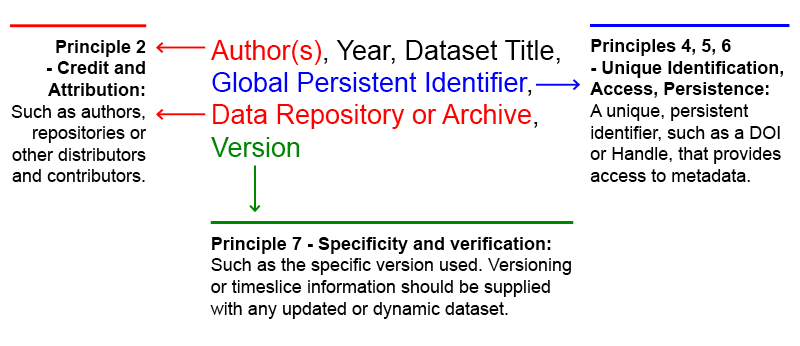 Principle 2
- Credit and
Attribution:
Such as authors,
repositories or
other distributors
and contributors.
Author(s), Year, Dataset Title,
Global Persistent Identifier,
Data Repository or Archive,
Version
Principles 4, 5, 6
- Unique Identification,
Access, Persistence:
A unique, persistent
identifier, such as a DOI
or Handle, that provides
access to metadata.
Principle 7 - Specificity and verification:
Such as the specific version used. Versioning
or timeslice information should be supplied
with any updated or dynamic dataset.